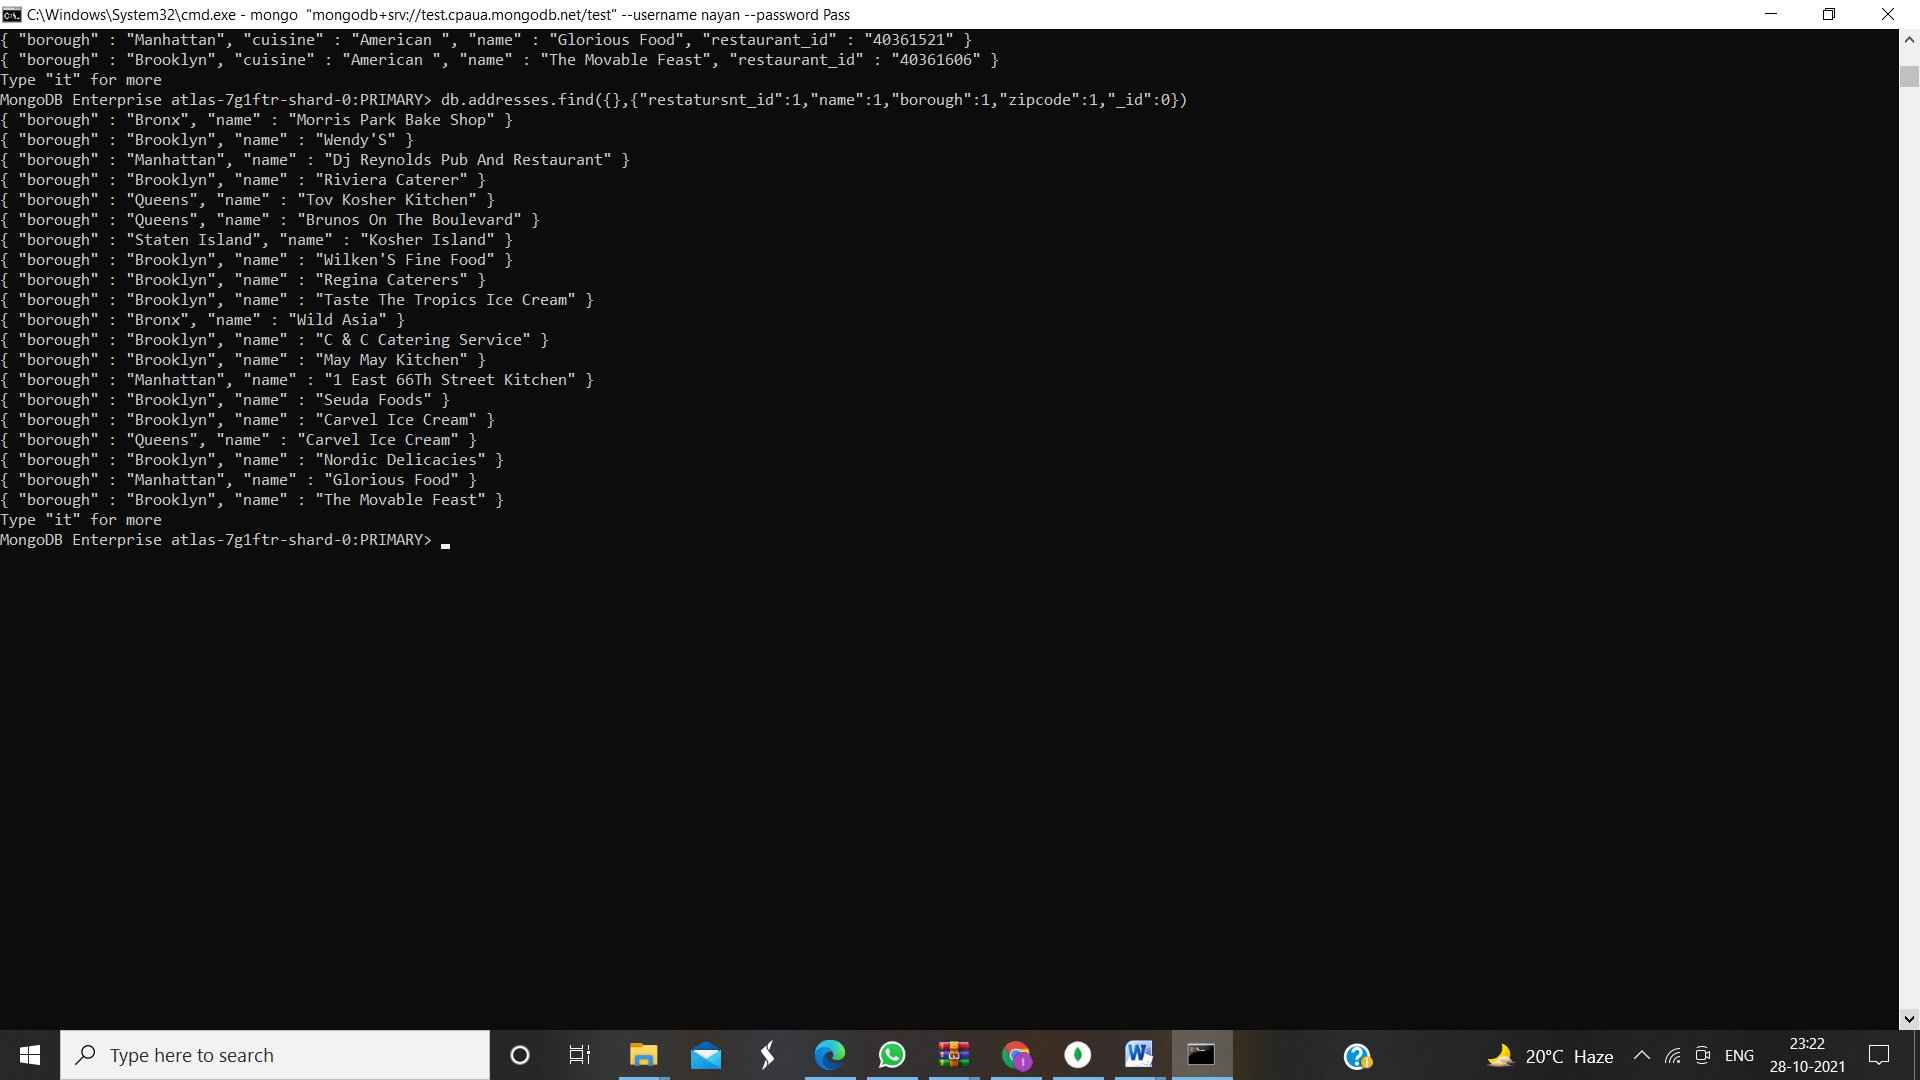 C:\Windows\System32\cmd.exe - mongo "mongodb+srv://test.cpaua.mongodb.net/test" --username nayan --password Pass
{ "borough" : "Manhattan", "cuisine" : "American ", "name" : "Glorious Food", "restaurant_id" : "40361521" }
{ "borough" : "Brooklyn", "cuisine" : "American ", "name" : "The Movable Feast", "restaurant_id" : "40361606" }
Type "it" for more
MongoDB Enterprise atlas-7g1ftr-shard-0:PRIMARY> db.addresses.find({},{"restatursnt_id":1,"name":1,"borough":1,"zipcode":1,"_id":0})
{ "borough" : "Bronx", "name" : "Morris Park Bake Shop" }
{ "borough" : "Brooklyn", "name" : "Wendy'S" }
{ "borough" : "Manhattan", "name" : "Dj Reynolds Pub And Restaurant" }
{ "borough" : "Brooklyn", "name" : "Riviera Caterer" }
{ "borough" : "Queens", "name" : "Tov Kosher Kitchen" }
{ "borough" : "Queens", "name" : "Brunos On The Boulevard" }
{ "borough" : "Staten Island", "name" : "Kosher Island" }
{ "borough" : "Brooklyn", "name" : "Wilken'S Fine Food" }
{ "borough" : "Brooklyn", "name" : "Regina Caterers" }
{ "borough" : "Brooklyn", "name" : "Taste The Tropics Ice Cream" }
{ "borough" : "Bronx", "name" : "Wild Asia" }
{ "borough" : "Brooklyn", "name" : "C & C Catering Service" }
{ "borough" : "Brooklyn", "name" : "May May Kitchen" }
{ "borough" : "Manhattan", "name" : "1 East 66Th Street Kitchen" }
{ "borough" : "Brooklyn", "name" : "Seuda Foods" }
{ "borough" : "Brooklyn", "name" : "Carvel Ice Cream" }
{ "borough" : "Queens", "name" : "Carvel Ice Cream" }
{ "borough" : "Brooklyn", "name" : "Nordic Delicacies" }
{ "borough" : "Manhattan", "name" : "Glorious Food" }
{ "borough" : "Brooklyn", "name" : "The Movable Feast" }
Type "it" for more
MongoDB Enterprise atlas-7g1ftr-shard-0:PRIMARY>
Type here to search
20°C Haze
ENG
23:22
28-10-2021